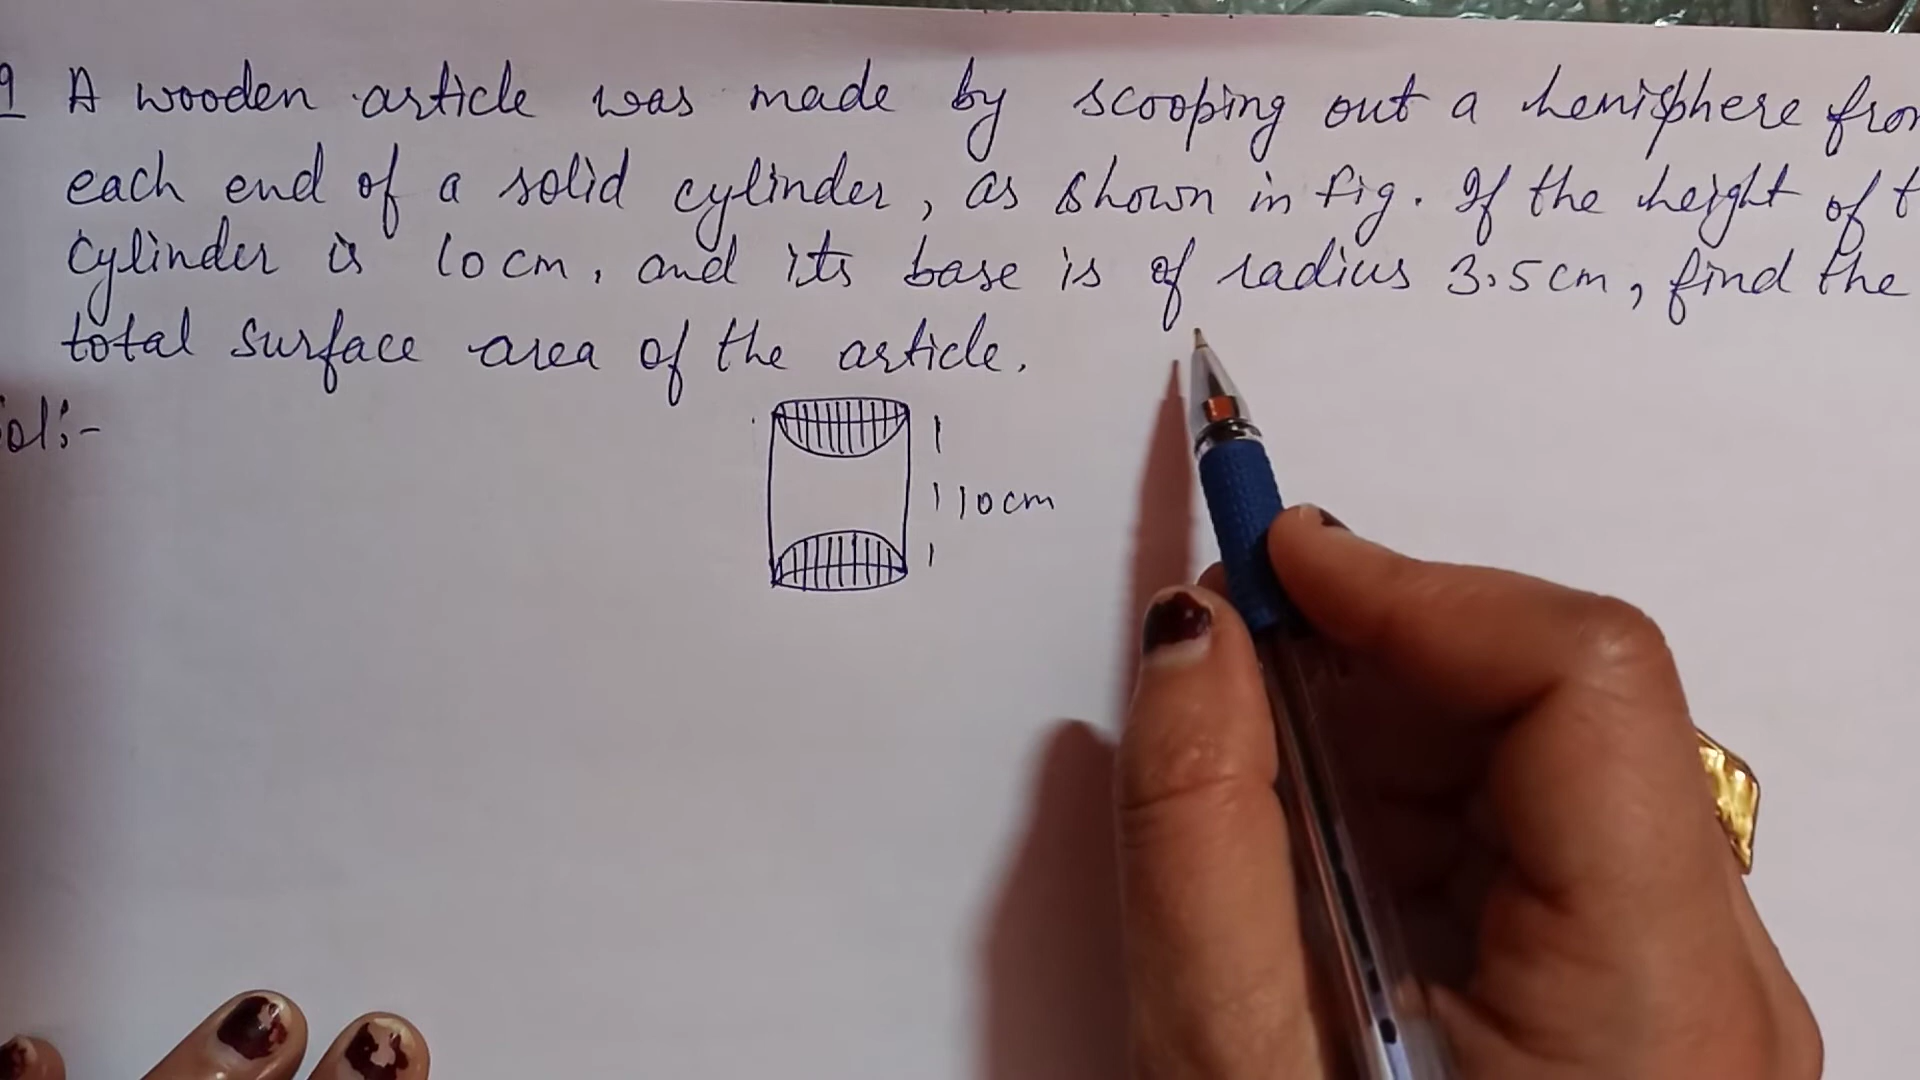 9 A wooden article was made by scooping out a hemisphere from
each end of a solid cylinder, as shown in fig. If the height of t
cylinder is 10 cm, and its base is of radius 3.5 cm, find the
total surface area of the article.
Sol:-
10 cm